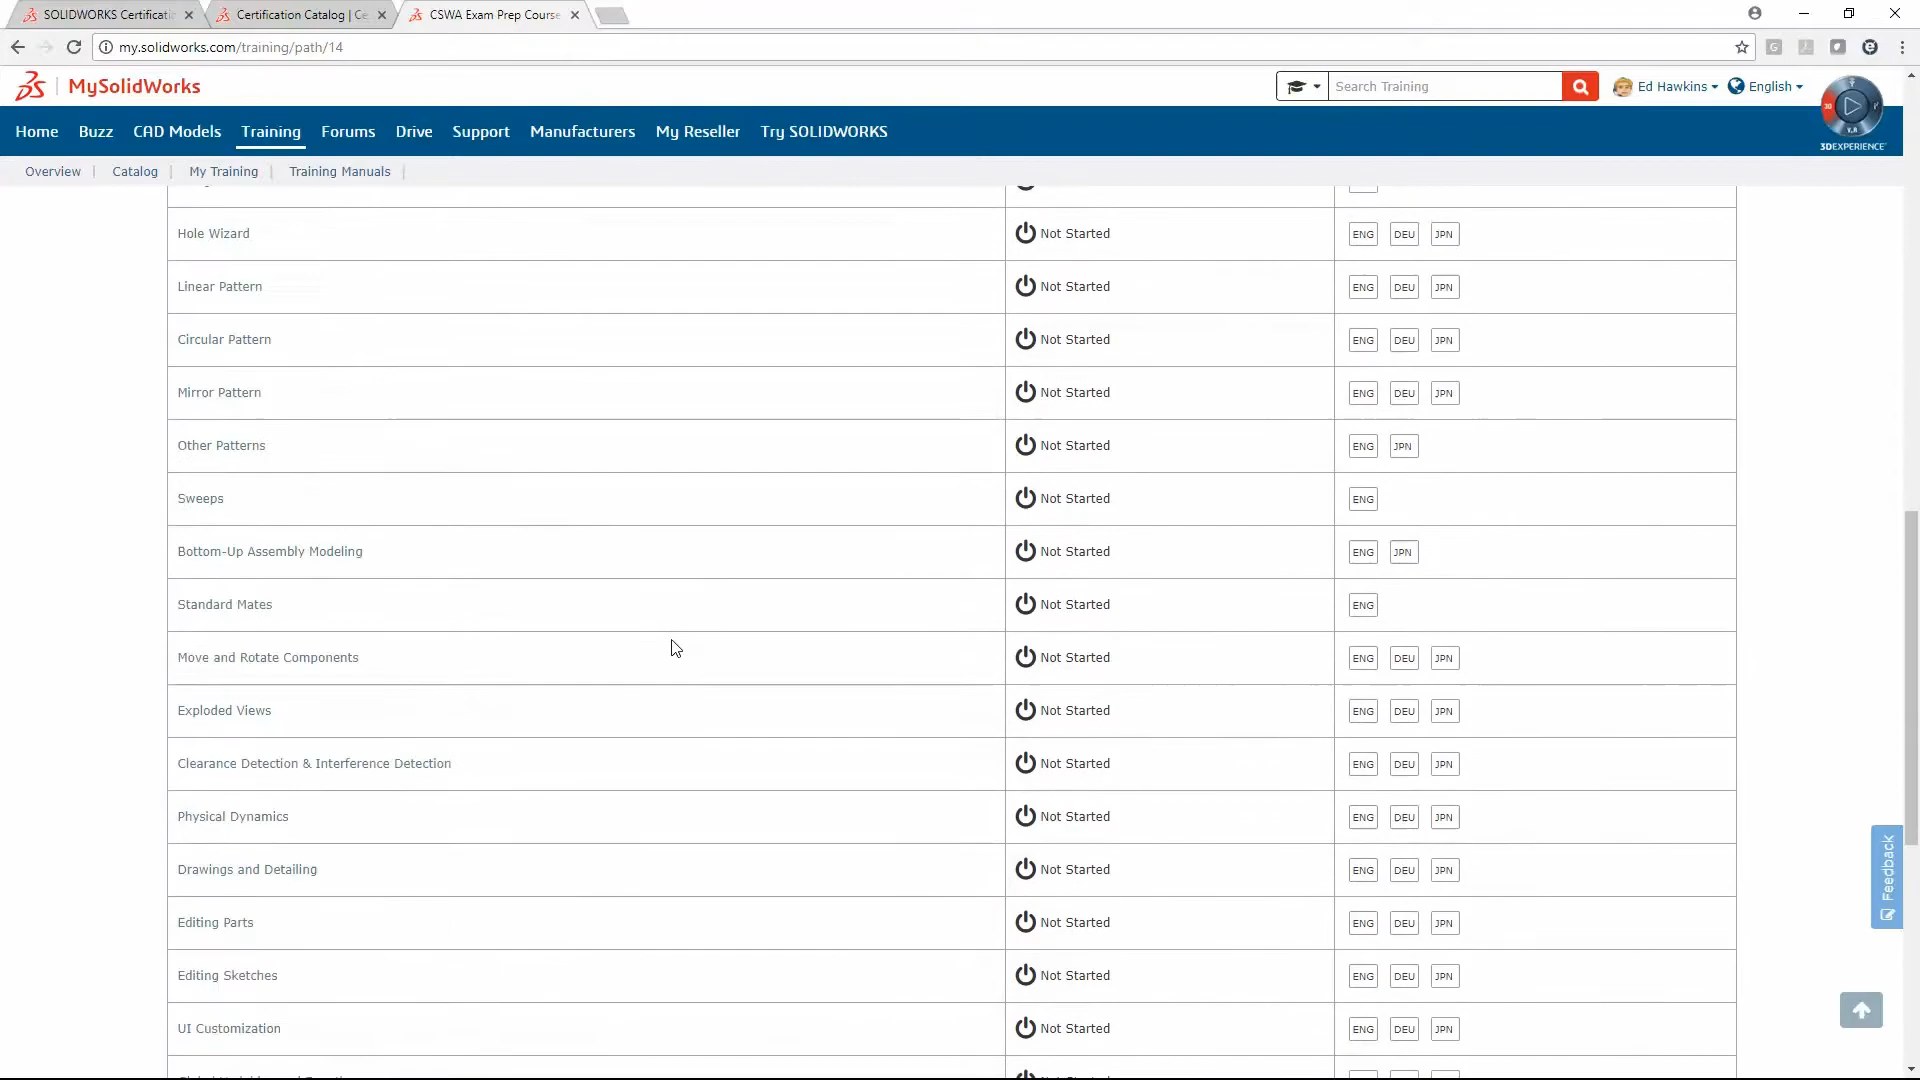 SOLIDWORKS Certificati
Certification Catalog | Ce
CSWA Exam Prep Course
my.solidworks.com/training/path/14
MySolidWorks
Search Training
Ed Hawkins
English
3DEXPERIENCE
Home
Buzz
CAD Models
Training
Forums
Drive
Support
Manufacturers
My Reseller
Try SOLIDWORKS
Overview
Catalog
My Training
Training Manuals
Hole Wizard Not Started ENG DEU JPN
Linear Pattern Not Started ENG DEU JPN
Circular Pattern Not Started ENG DEU JPN
Mirror Pattern Not Started ENG DEU JPN
Other Patterns Not Started ENG JPN
Sweeps Not Started ENG
Bottom-Up Assembly Modeling Not Started ENG JPN
Standard Mates Not Started ENG
Move and Rotate Components Not Started ENG DEU JPN
Exploded Views Not Started ENG DEU JPN
Clearance Detection & Interference Detection Not Started ENG DEU JPN
Physical Dynamics Not Started ENG DEU JPN
Drawings and Detailing Not Started ENG DEU JPN
Editing Parts Not Started ENG DEU JPN
Editing Sketches Not Started ENG DEU JPN
UI Customization Not Started ENG DEU JPN
Feedback